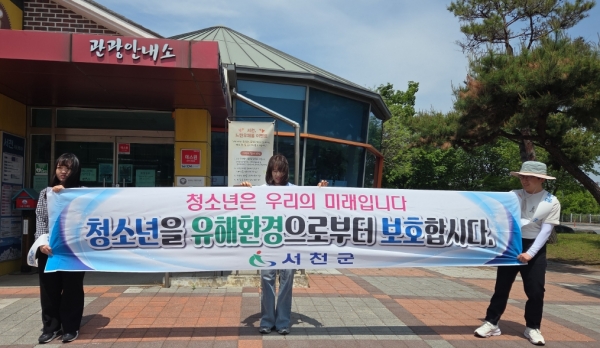 관광안내소
청소년은 우리의 미래입니다
청소년을 유해환경으로부터 보호합시다.
서천군